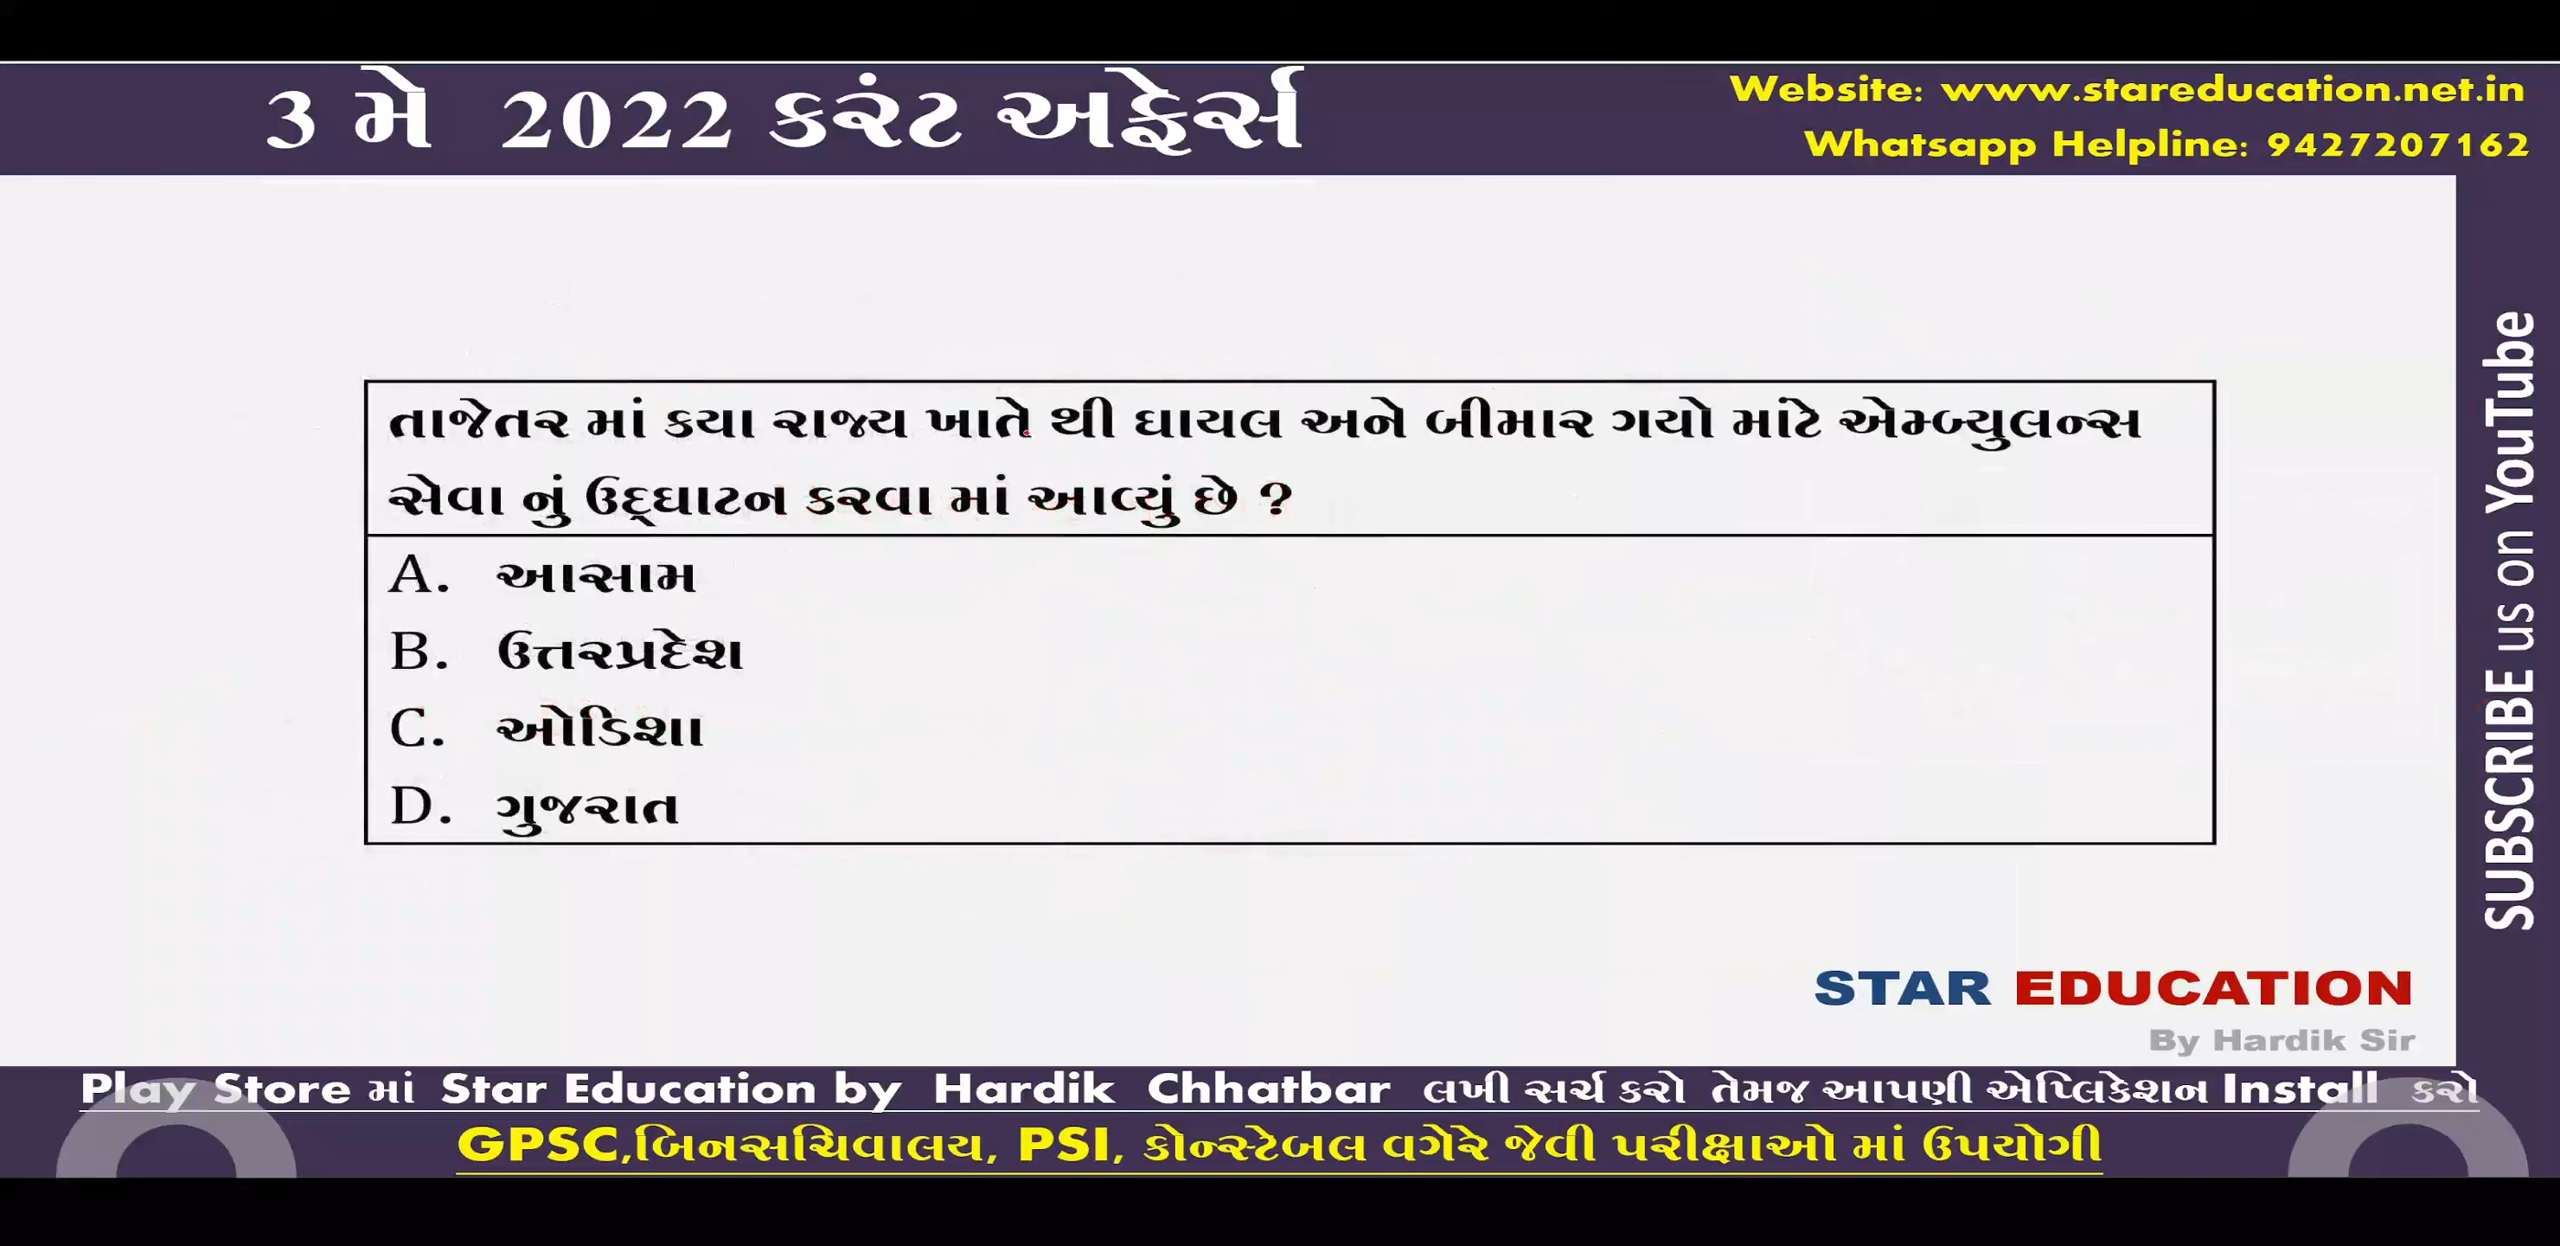 3 મે 2022 કરંટ અફેર્સ
Website: www.stareducation.net.in
Whatsapp Helpline: 9427207162
તાજેતર માં કયા રાજ્ય ખાતે થી ઘાયલ અને બીમાર ગયો માંટે એમ્બ્યુલન્સ
સેવા નું ઉદ્ઘાટન કરવા માં આવ્યું છે ?
A. આસામ
B. ઉત્તરપ્રદેશ
C. ઓડિશા
D. ગુજરાત
SUBSCRIBE us on YouTube
STAR EDUCATION
By Hardik Sir
Play Store માં Star Education by Hardik Chhatbar લખી સર્ચ કરો તેમજ આપણી એપ્લિકેશન Install કરો
GPSC,બિનસચિવાલય, PSI, કોન્સ્ટેબલ વગેરે જેવી પરીક્ષાઓ માં ઉપયોગી